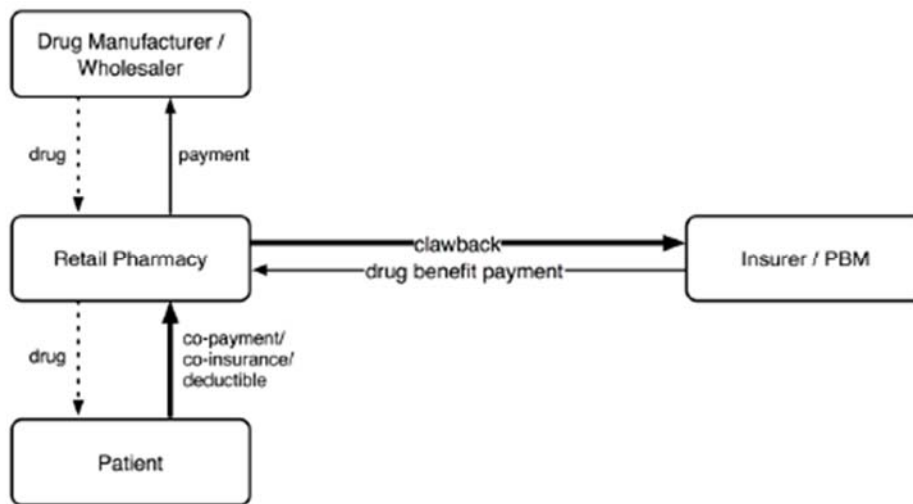 Drug Manufacturer /
Wholesaler
drug
payment
Retail Pharmacy
clawback
drug benefit payment
Insurer / PBM
drug
co-payment/
co-insurance/
deductible
Patient